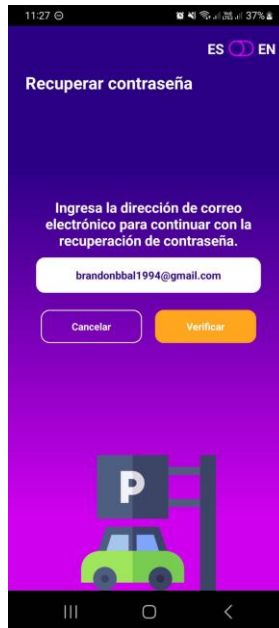 11:27
37%
ES EN
Recuperar contraseña
Ingresa la dirección de correo
electrónico para continuar con la
recuperación de contraseña.
brandonbbal1994@gmail.com
Cancelar Verificar
P